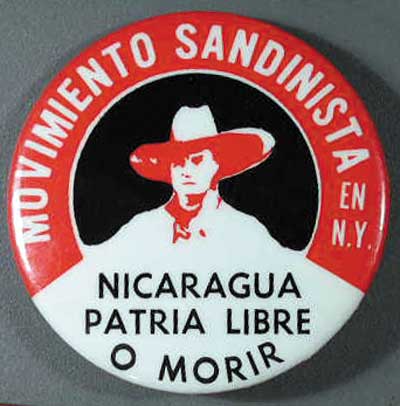 MOVIMIENTO SANDINISTA
EN
N.Y.
NICARAGUA
PATRIA LIBRE
O MORIR